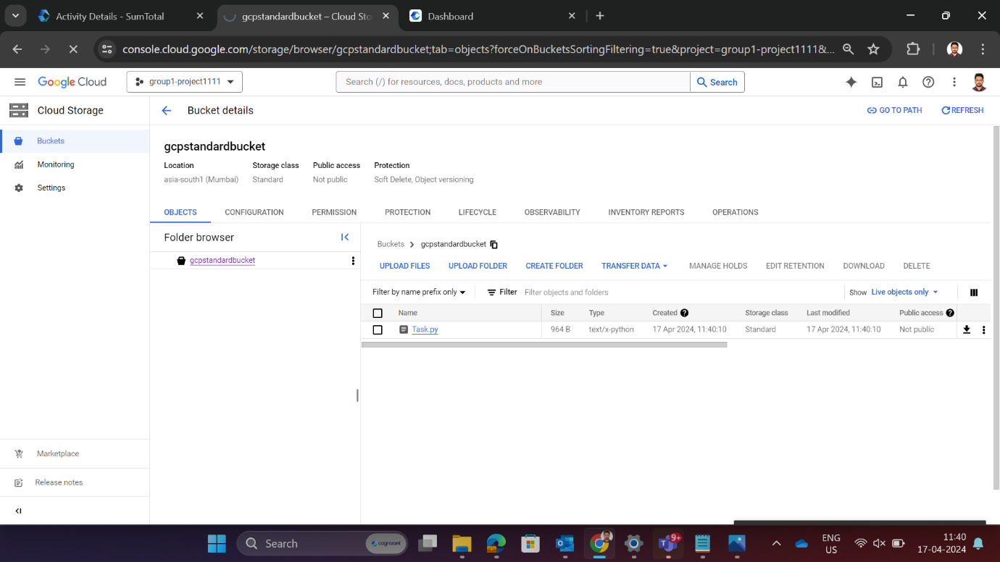 Activity Details - SumTotal
gcpstandardbucket – Cloud Sto
Dashboard
console.cloud.google.com/storage/browser/gcpstandardbucket;tab=objects?forceOnBucketsSortingFiltering=true&project=group1-project1111&...
Google Cloud
group1-project1111
Search (/) for resources, docs, products and more
Search
Cloud Storage
Bucket details
GO TO PATH
REFRESH
Buckets
Monitoring
Settings
gcpstandardbucket
Location Storage class Public access Protection
asia-south1 (Mumbai) Standard Not public Soft Delete, Object versioning
OBJECTS CONFIGURATION PERMISSION PROTECTION LIFECYCLE OBSERVABILITY INVENTORY REPORTS OPERATIONS
Folder browser
gcpstandardbucket
Buckets > gcpstandardbucket
UPLOAD FILES UPLOAD FOLDER CREATE FOLDER TRANSFER DATA MANAGE HOLDS EDIT RETENTION DOWNLOAD DELETE
Filter by name prefix only Filter Filter objects and folders Show Live objects only
Name Size Type Created Storage class Last modified Public access
Task.py 964 B text/x-python 17 Apr 2024, 11:40:10 Standard 17 Apr 2024, 11:40:10 Not public
Marketplace
Release notes
Search
cognizant
9+
ENG
US
11:40
17-04-2024